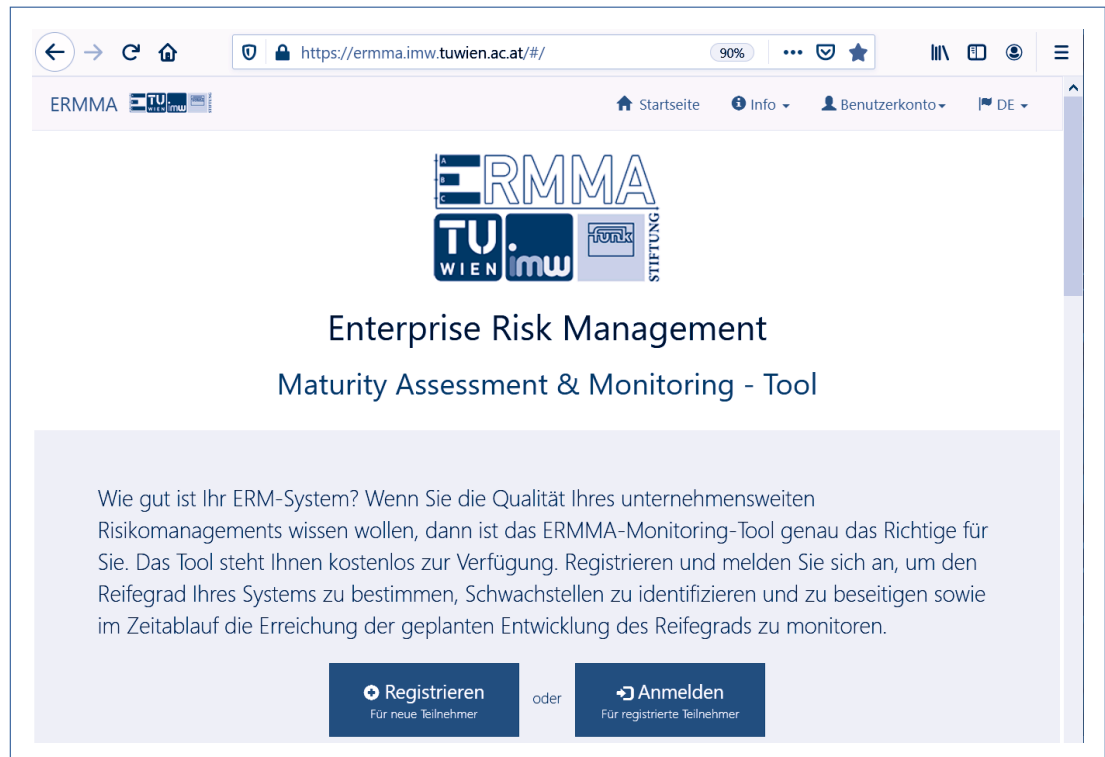 https://ermma.imw.tuwien.ac.at/#/ 90%
ERMMA TU WIEN imw Startseite Info Benutzerkonto DE
A
B
C
ERMMA
TU
WIEN
imw
funk
STIFTUNG
Enterprise Risk Management
Maturity Assessment & Monitoring - Tool
Wie gut ist Ihr ERM-System? Wenn Sie die Qualität Ihres unternehmensweiten
Risikomanagements wissen wollen, dann ist das ERMMA-Monitoring-Tool genau das Richtige für
Sie. Das Tool steht Ihnen kostenlos zur Verfügung. Registrieren und melden Sie sich an, um den
Reifegrad Ihres Systems zu bestimmen, Schwachstellen zu identifizieren und zu beseitigen sowie
im Zeitablauf die Erreichung der geplanten Entwicklung des Reifegrads zu monitoren.
Registrieren
Für neue Teilnehmer
oder
Anmelden
Für registrierte Teilnehmer